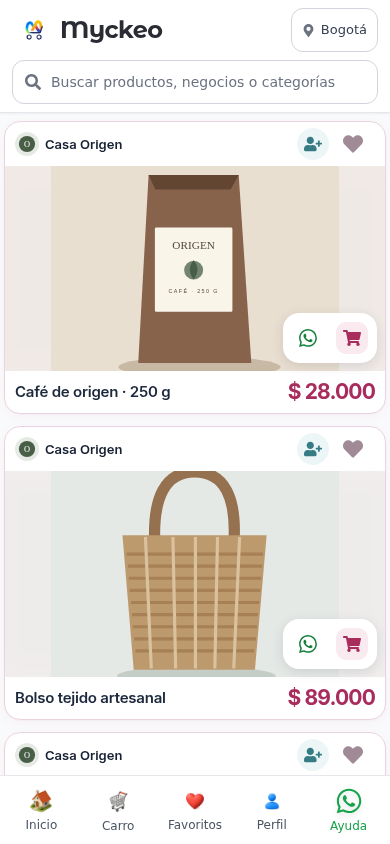 Myckeo
Bogotá
Buscar productos, negocios o categorías
O Casa Origen
ORIGEN
CAFÉ · 250 G
Café de origen · 250 g
$ 28.000
O Casa Origen
Bolso tejido artesanal
$ 89.000
O Casa Origen
Inicio
Carro
Favoritos
Perfil
Ayuda